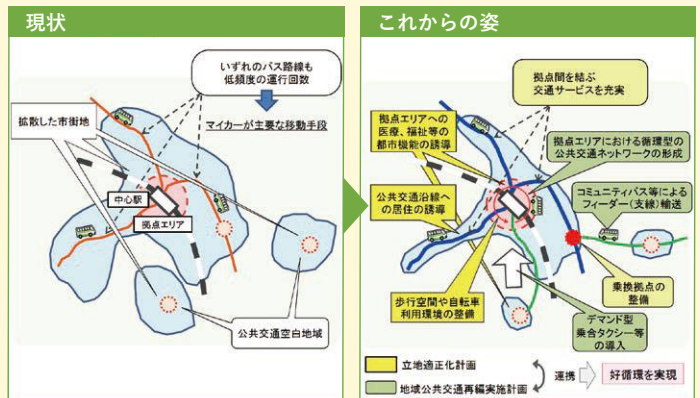 現状
いずれのバス路線も
低頻度の運行回数
マイカーが主要な移動手段
拡散した市街地
中心駅
拠点エリア
公共交通空白地域
これからの姿
拠点間を結ぶ
交通サービスを充実
拠点エリアへの
医療、福祉等の
都市機能の誘導
拠点エリアにおける循環型の
公共交通ネットワークの形成
公共交通沿線へ
の居住の誘導
コミュニティバス等による
フィーダー(支線)輸送
歩行空間や自転車
利用環境の整備
乗換拠点の
整備
デマンド型
乗合タクシー等
の導入
立地適正化計画
地域公共交通再編実施計画
連携
好循環を実現